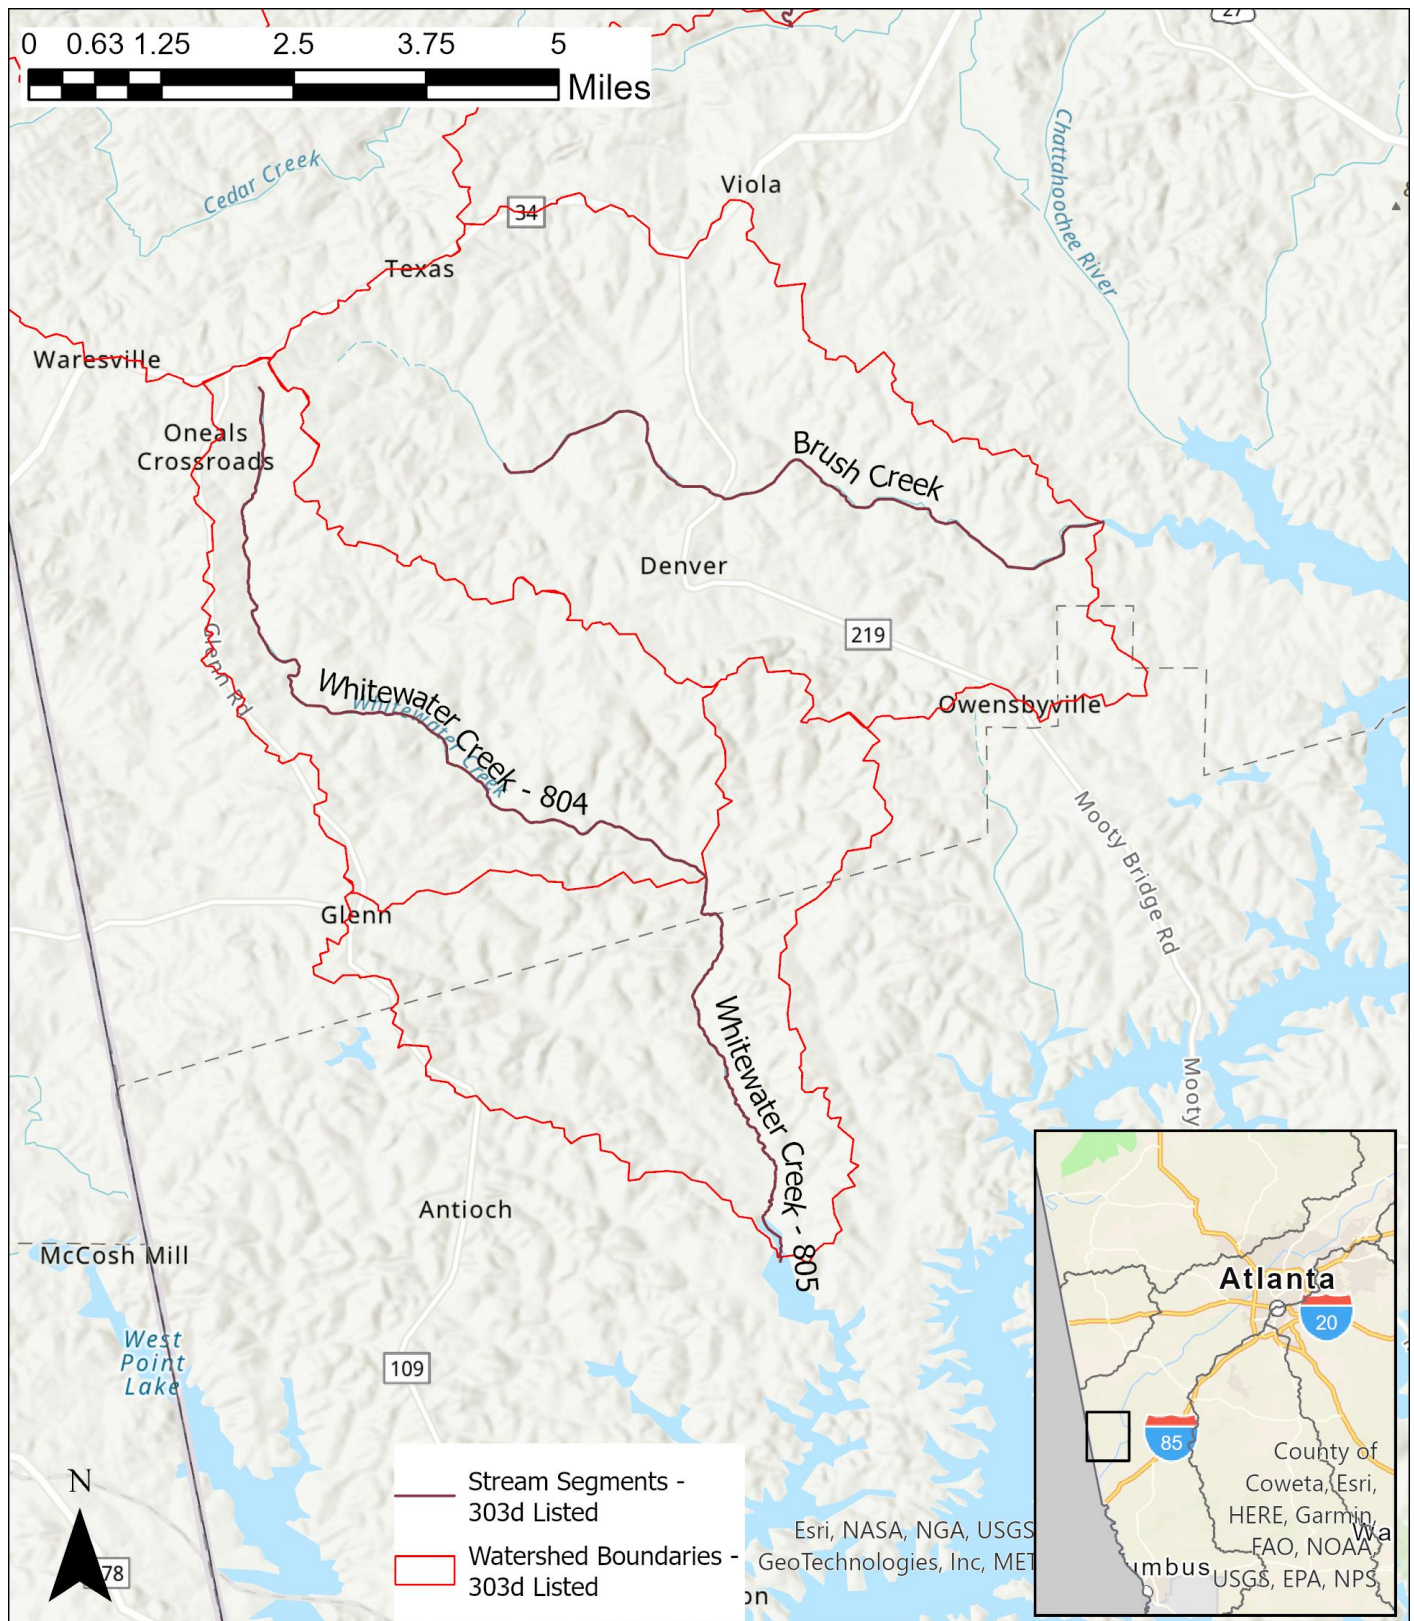 27
0 0.63 1.25 2.5 3.75 5
Miles
Cedar Creek
Chattahoochee River
Viola
34
Texas
Waresville
Oneals
Crossroads
Brush Creek
Denver
219
Glenn Rd
Whitewater Creek - 804
Whitewater Creek
Owensbyville
Mooty Bridge Rd
Glenn
Whitewater Creek - 805
Mooty
Antioch
McCosh Mill
West
Point
Lake
109
Atlanta
20
85
N
78
Stream Segments -
303d Listed
Watershed Boundaries -
303d Listed
Esri, NASA, NGA, USGS
GeoTechnologies, Inc, MET
County of
Coweta, Esri,
HERE, Garmin,
FAO, NOAA,
USGS, EPA, NPS
Wa
umbus
on